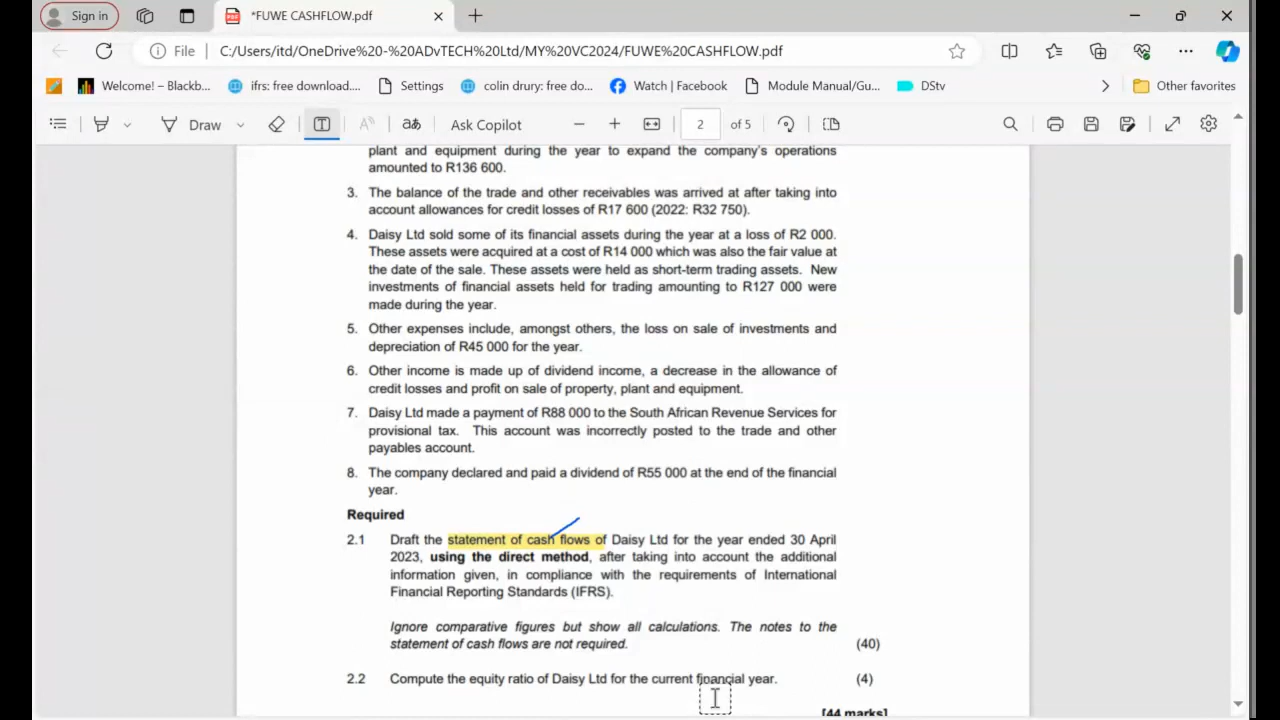 Sign in
*FUWE CASHFLOW.pdf
File
C:/Users/itd/OneDrive%20-%20ADvTECH%20Ltd/MY%20VC2024/FUWE%20CASHFLOW.pdf
Welcome! – Blackb...
ifrs: free download....
Settings
colin drury: free do...
Watch | Facebook
Module Manual/Gu...
DStv
Other favorites
Draw
Ask Copilot
2 of 5
plant and equipment during the year to expand the company's operations
amounted to R136 600.
3. The balance of the trade and other receivables was arrived at after taking into
account allowances for credit losses of R17 600 (2022: R32 750).
4. Daisy Ltd sold some of its financial assets during the year at a loss of R2 000.
These assets were acquired at a cost of R14 000 which was also the fair value at
the date of the sale. These assets were held as short-term trading assets. New
investments of financial assets held for trading amounting to R127 000 were
made during the year.
5. Other expenses include, amongst others, the loss on sale of investments and
depreciation of R45 000 for the year.
6. Other income is made up of dividend income, a decrease in the allowance of
credit losses and profit on sale of property, plant and equipment.
7. Daisy Ltd made a payment of R88 000 to the South African Revenue Services for
provisional tax. This account was incorrectly posted to the trade and other
payables account.
8. The company declared and paid a dividend of R55 000 at the end of the financial
year.
Required
2.1 Draft the statement of cash flows of Daisy Ltd for the year ended 30 April
2023, using the direct method, after taking into account the additional
information given, in compliance with the requirements of International
Financial Reporting Standards (IFRS).
Ignore comparative figures but show all calculations. The notes to the
statement of cash flows are not required. (40)
2.2 Compute the equity ratio of Daisy Ltd for the current financial year. (4)
[44 marks]